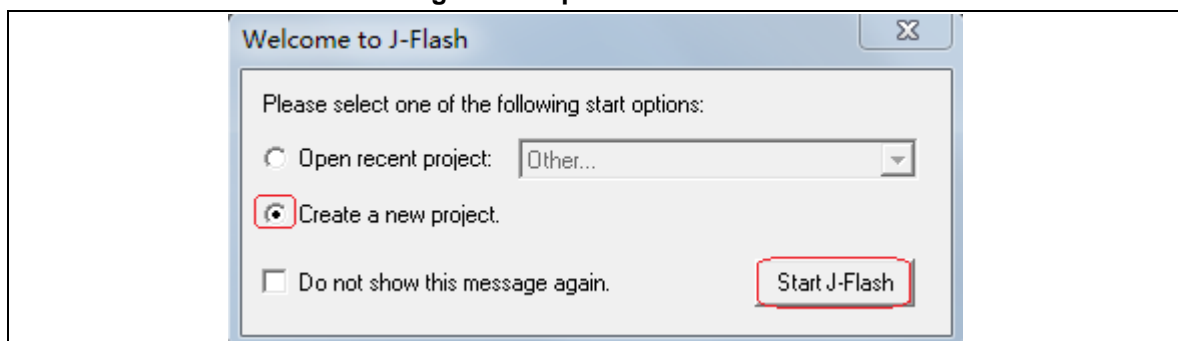 Welcome to J-Flash
Please select one of the following start options:
Open recent project: Other...
Create a new project.
Do not show this message again.
Start J-Flash